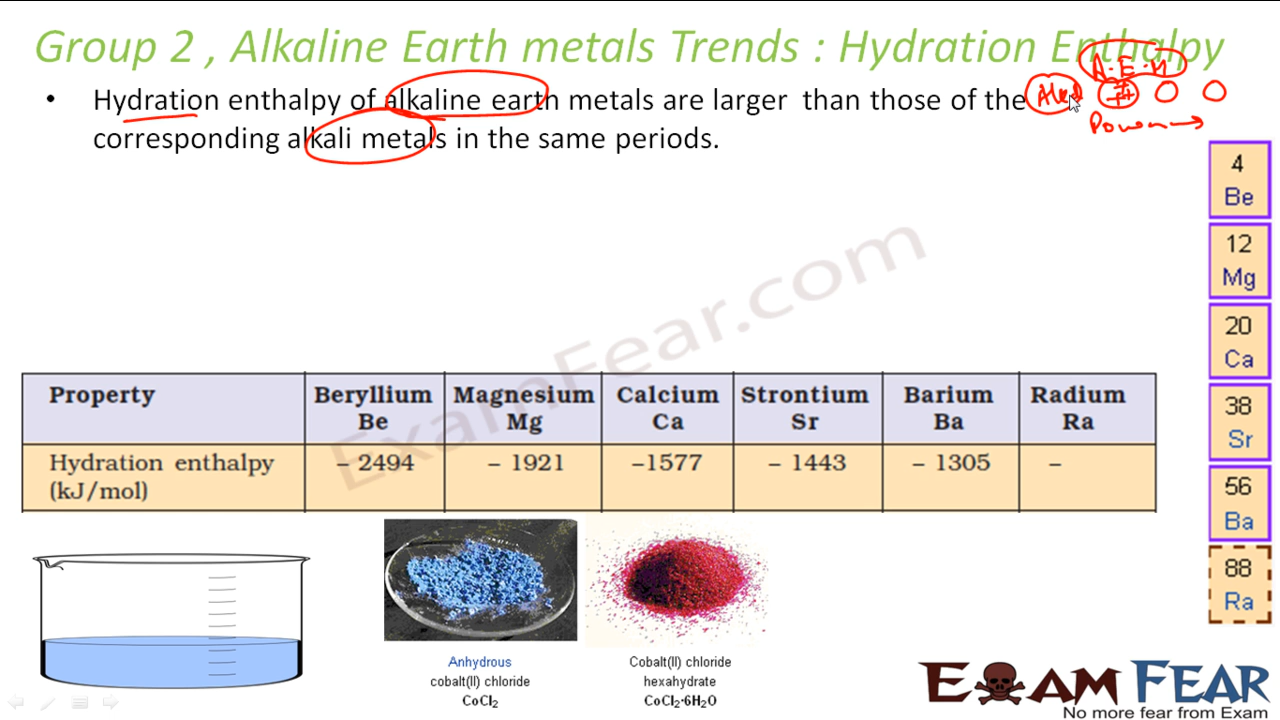 Group 2 , Alkaline Earth metals Trends : Hydration Enthalpy
A.E.M
• Hydration enthalpy of alkaline earth metals are larger than those of the
corresponding alkali metals in the same periods.
4
Be
12
Mg
20
Ca
38
Sr
56
Ba
88
Ra
ExamFear.com
Property Beryllium Be Magnesium Mg Calcium Ca Strontium Sr Barium Ba Radium Ra
Hydration enthalpy (kJ/mol) – 2494 – 1921 –1577 – 1443 – 1305 –
Anhydrous
cobalt(II) chloride
CoCl₂
Cobalt(II) chloride
hexahydrate
CoCl₂·6H₂O
EXAM FEAR
No more fear from Exam